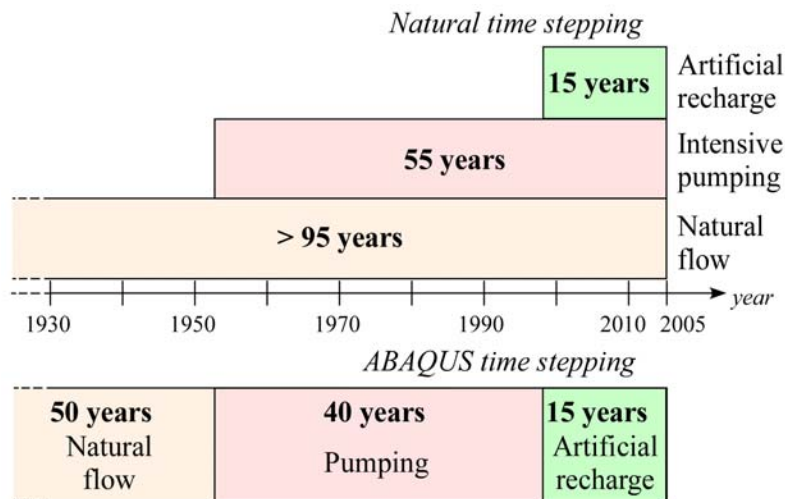 Natural time stepping
15 years
Artificial
recharge
55 years
Intensive
pumping
> 95 years
Natural
flow
year
1930 1950 1970 1990 2010 2005
ABAQUS time stepping
50 years
Natural
flow
40 years
Pumping
15 years
Artificial
recharge